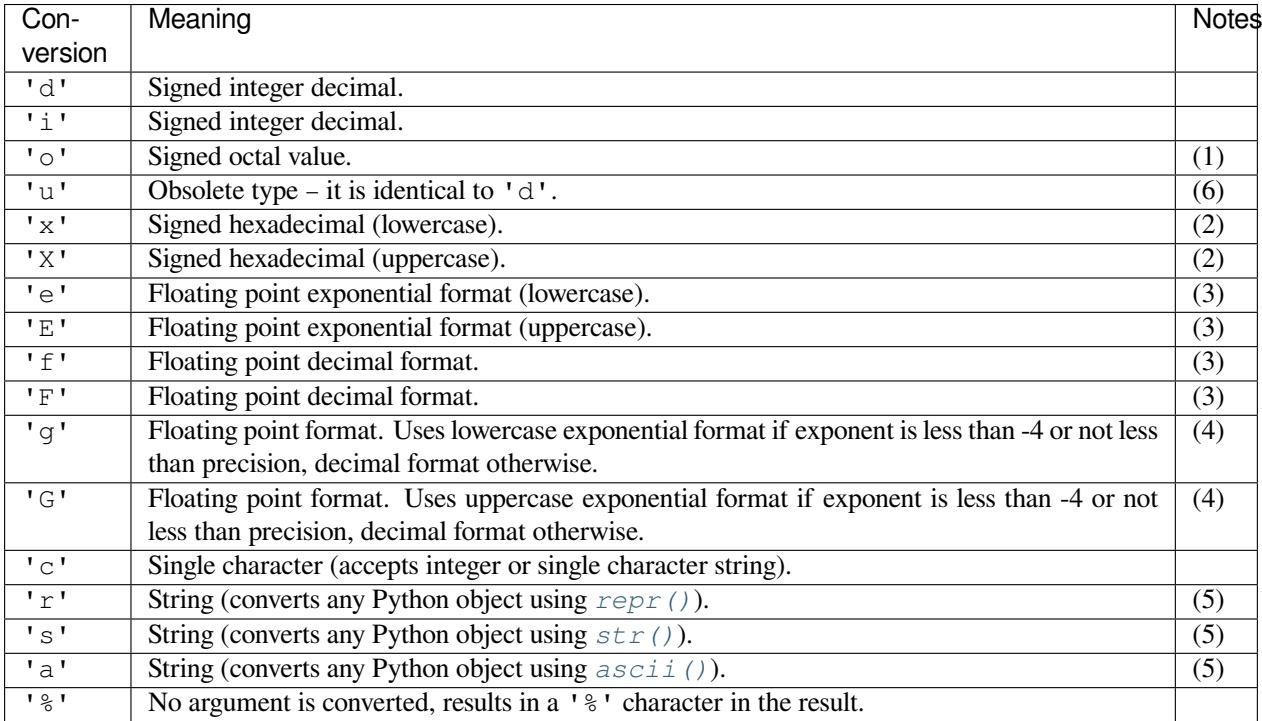 Con- Meaning Notes
version
'd' Signed integer decimal.
'i' Signed integer decimal.
'o' Signed octal value. (1)
'u' Obsolete type – it is identical to 'd'. (6)
'x' Signed hexadecimal (lowercase). (2)
'X' Signed hexadecimal (uppercase). (2)
'e' Floating point exponential format (lowercase). (3)
'E' Floating point exponential format (uppercase). (3)
'f' Floating point decimal format. (3)
'F' Floating point decimal format. (3)
'g' Floating point format. Uses lowercase exponential format if exponent is less than -4 or not less (4)
than precision, decimal format otherwise.
'G' Floating point format. Uses uppercase exponential format if exponent is less than -4 or not (4)
less than precision, decimal format otherwise.
'c' Single character (accepts integer or single character string).
'r' String (converts any Python object using repr()). (5)
's' String (converts any Python object using str()). (5)
'a' String (converts any Python object using ascii()). (5)
'%' No argument is converted, results in a '%' character in the result.